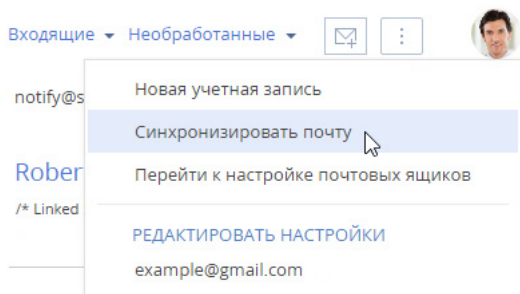 Входящие Необработанные
Новая учетная запись
notify@s
Синхронизировать почту
Rober
Перейти к настройке почтовых ящиков
/* Linked
РЕДАКТИРОВАТЬ НАСТРОЙКИ
example@gmail.com